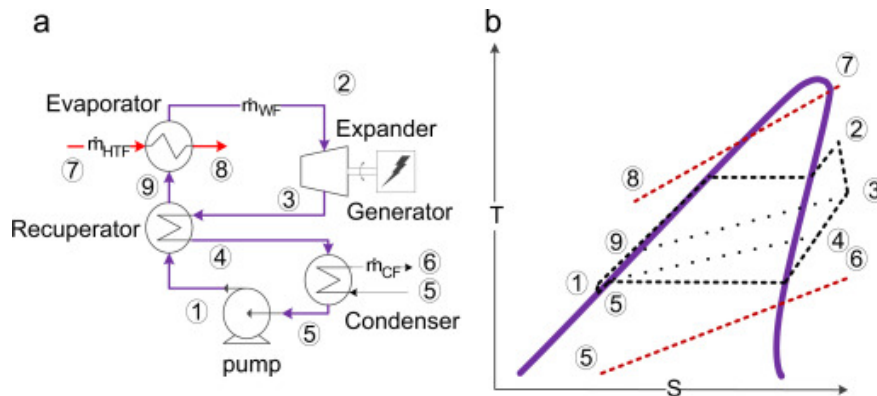 a
b
②
⑦
Evaporator
ṁWF
Expander
②
ṁHTF
⑦
⑧
⑧
③
⑨
③
Generator
T
Recuperator
⑨
④
④
ṁCF
⑥
⑥
①
⑤
①
⑤
⑤
Condenser
⑤
pump
S